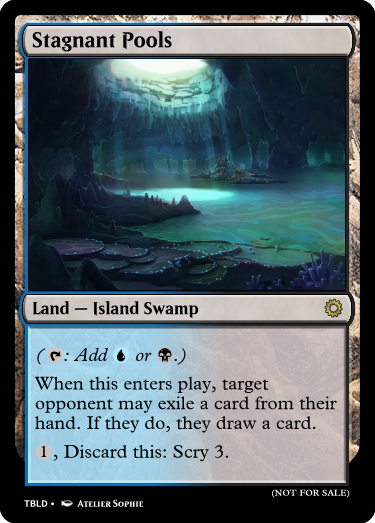 Stagnant Pools
Land — Island Swamp
( : Add or .)
When this enters play, target
opponent may exile a card from their
hand. If they do, they draw a card.
1, Discard this: Scry 3.
(NOT FOR SALE)
TBLD • Atelier Sophie